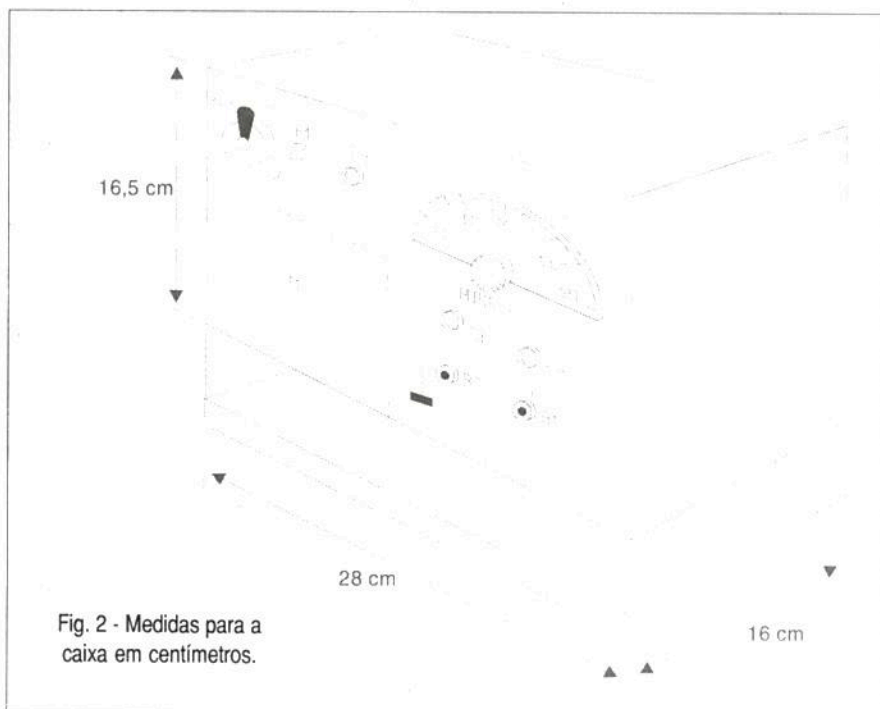 16,5 cm
28 cm
16 cm
Fig. 2 - Medidas para a
caixa em centímetros.